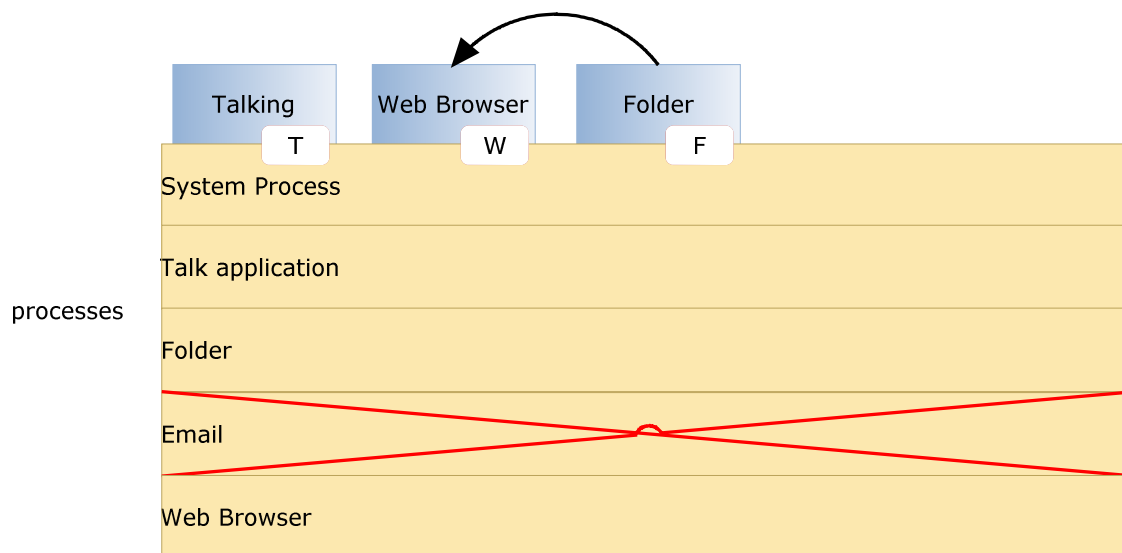 Talking
Web Browser
Folder
T
W
F
System Process
Talk application
processes
Folder
Email
Web Browser